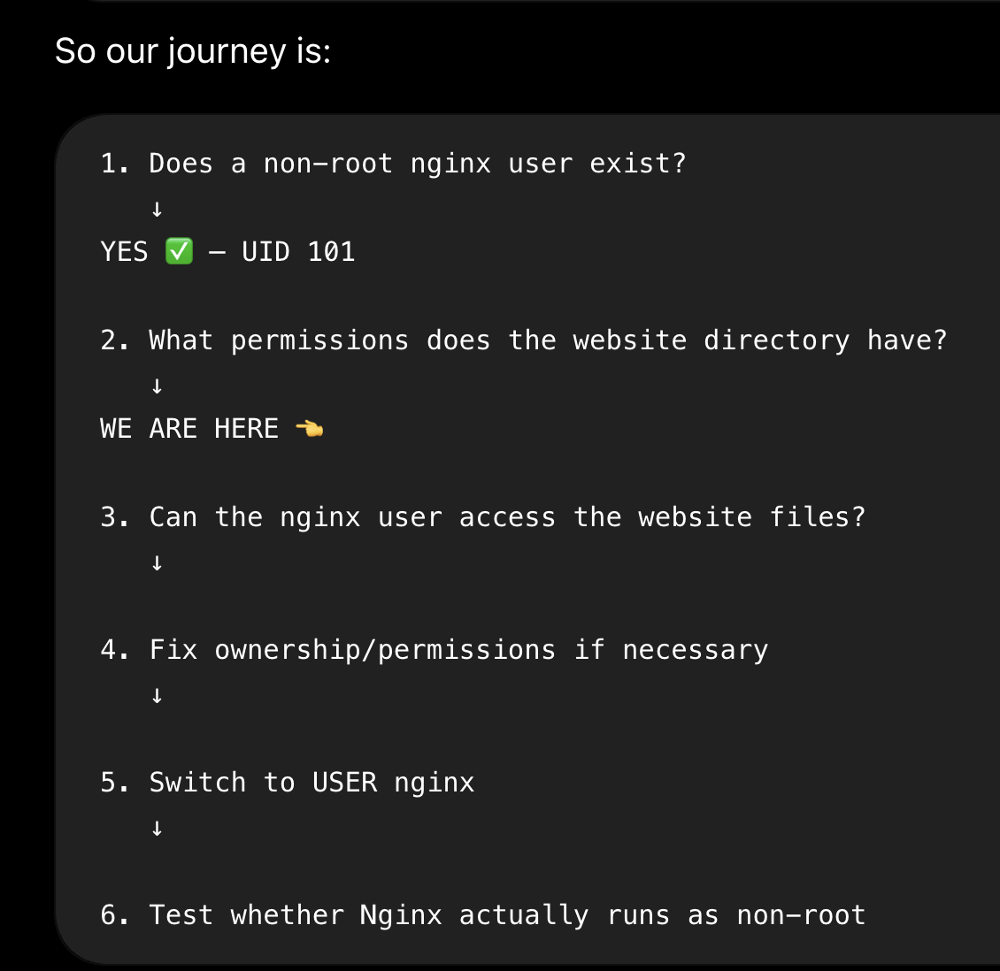 So our journey is:
1. Does a non-root nginx user exist?
↓
YES ✅ — UID 101
2. What permissions does the website directory have?
↓
WE ARE HERE 👈
3. Can the nginx user access the website files?
↓
4. Fix ownership/permissions if necessary
↓
5. Switch to USER nginx
↓
6. Test whether Nginx actually runs as non-root